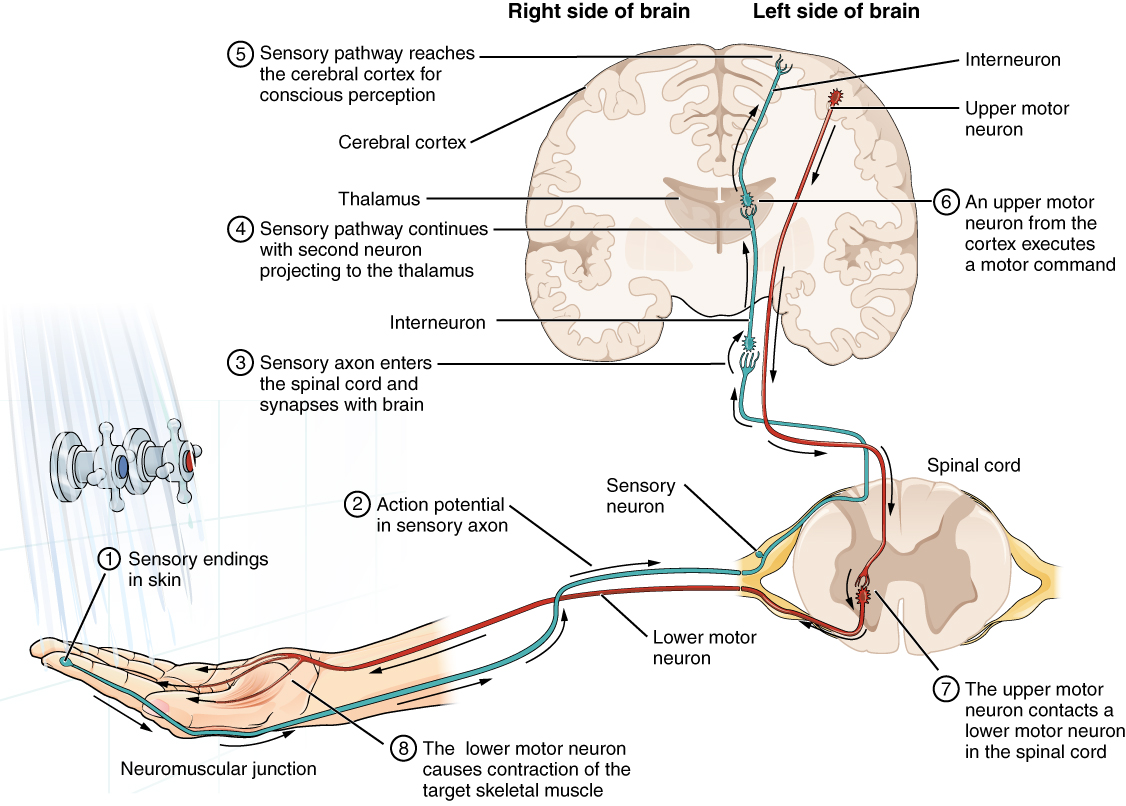 Right side of brain
Left side of brain
5 Sensory pathway reaches
the cerebral cortex for
conscious perception
Cerebral cortex
Thalamus
4 Sensory pathway continues
with second neuron
projecting to the thalamus
Interneuron
3 Sensory axon enters
the spinal cord and
synapses with brain
Interneuron
Upper motor
neuron
6 An upper motor
neuron from the
cortex executes
a motor command
Spinal cord
Sensory
neuron
2 Action potential
in sensory axon
1 Sensory endings
in skin
Lower motor
neuron
7 The upper motor
neuron contacts a
lower motor neuron
in the spinal cord
8 The lower motor neuron
causes contraction of the
target skeletal muscle
Neuromuscular junction